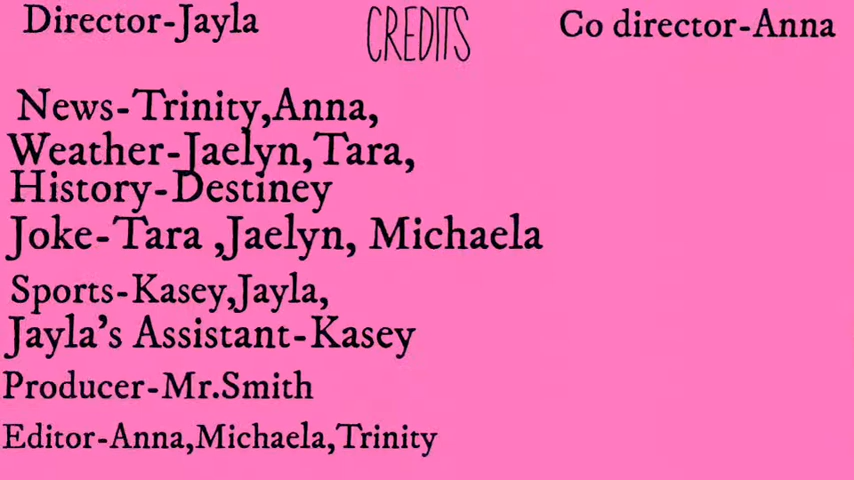 Director-Jayla
CREDITS
Co director-Anna
News-Trinity,Anna,
Weather-Jaelyn,Tara,
History-Destiney
Joke-Tara ,Jaelyn, Michaela
Sports-Kasey,Jayla,
Jayla's Assistant-Kasey
Producer-Mr.Smith
Editor-Anna,Michaela,Trinity